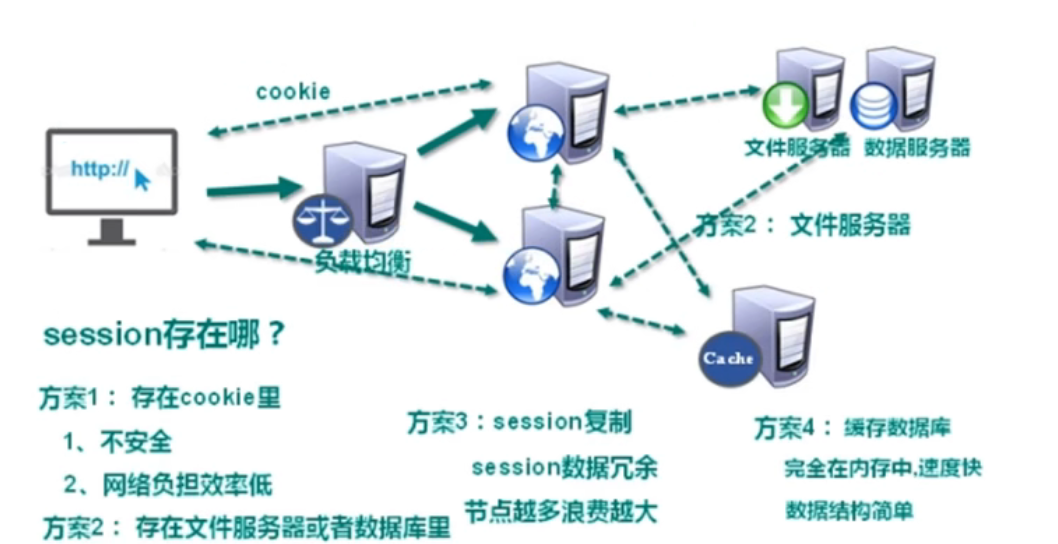 cookie
http://
负载均衡
文件服务器 数据服务器
方案2： 文件服务器
Cache
session存在哪？
方案1： 存在cookie里
1、不安全
2、网络负担效率低
方案2： 存在文件服务器或者数据库里
方案3：session复制
session数据冗余
节点越多浪费越大
方案4： 缓存数据库
完全在内存中,速度快
数据结构简单